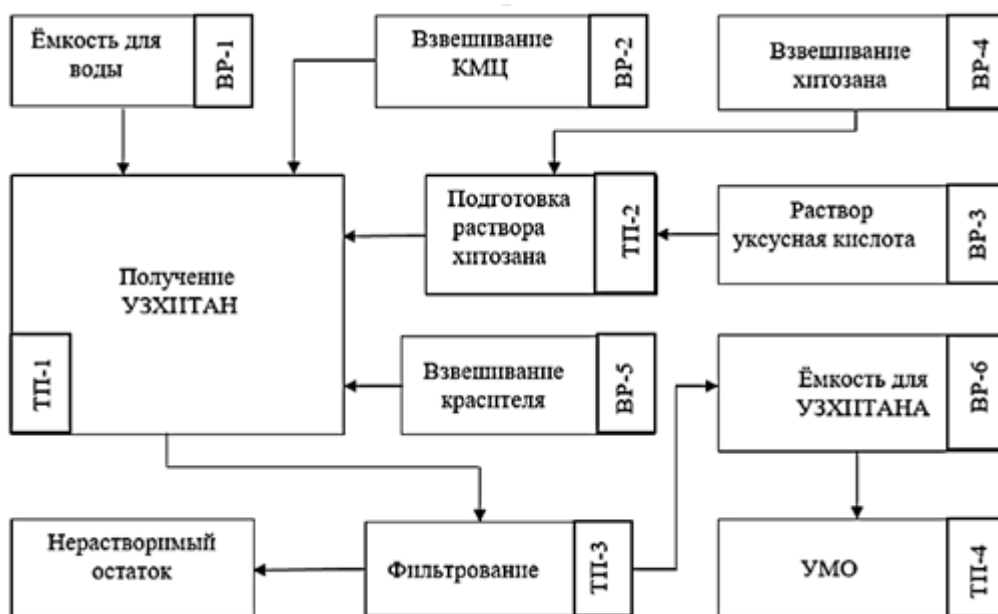 Ёмкость для
воды
ВР-1
Взвешивание
КМЦ
ВР-2
Взвешивание
хитозана
ВР-4
Получение
УЗХИТАН
ТП-1
Подготовка
раствора
хитозана
ТП-2
Раствор
уксусная кислота
ВР-3
Взвешивание
красителя
ВР-5
Ёмкость для
УЗХИТАНА
ВР-6
Нерастворимый
остаток
Фильтрование
ТП-3
УМО
ТП-4